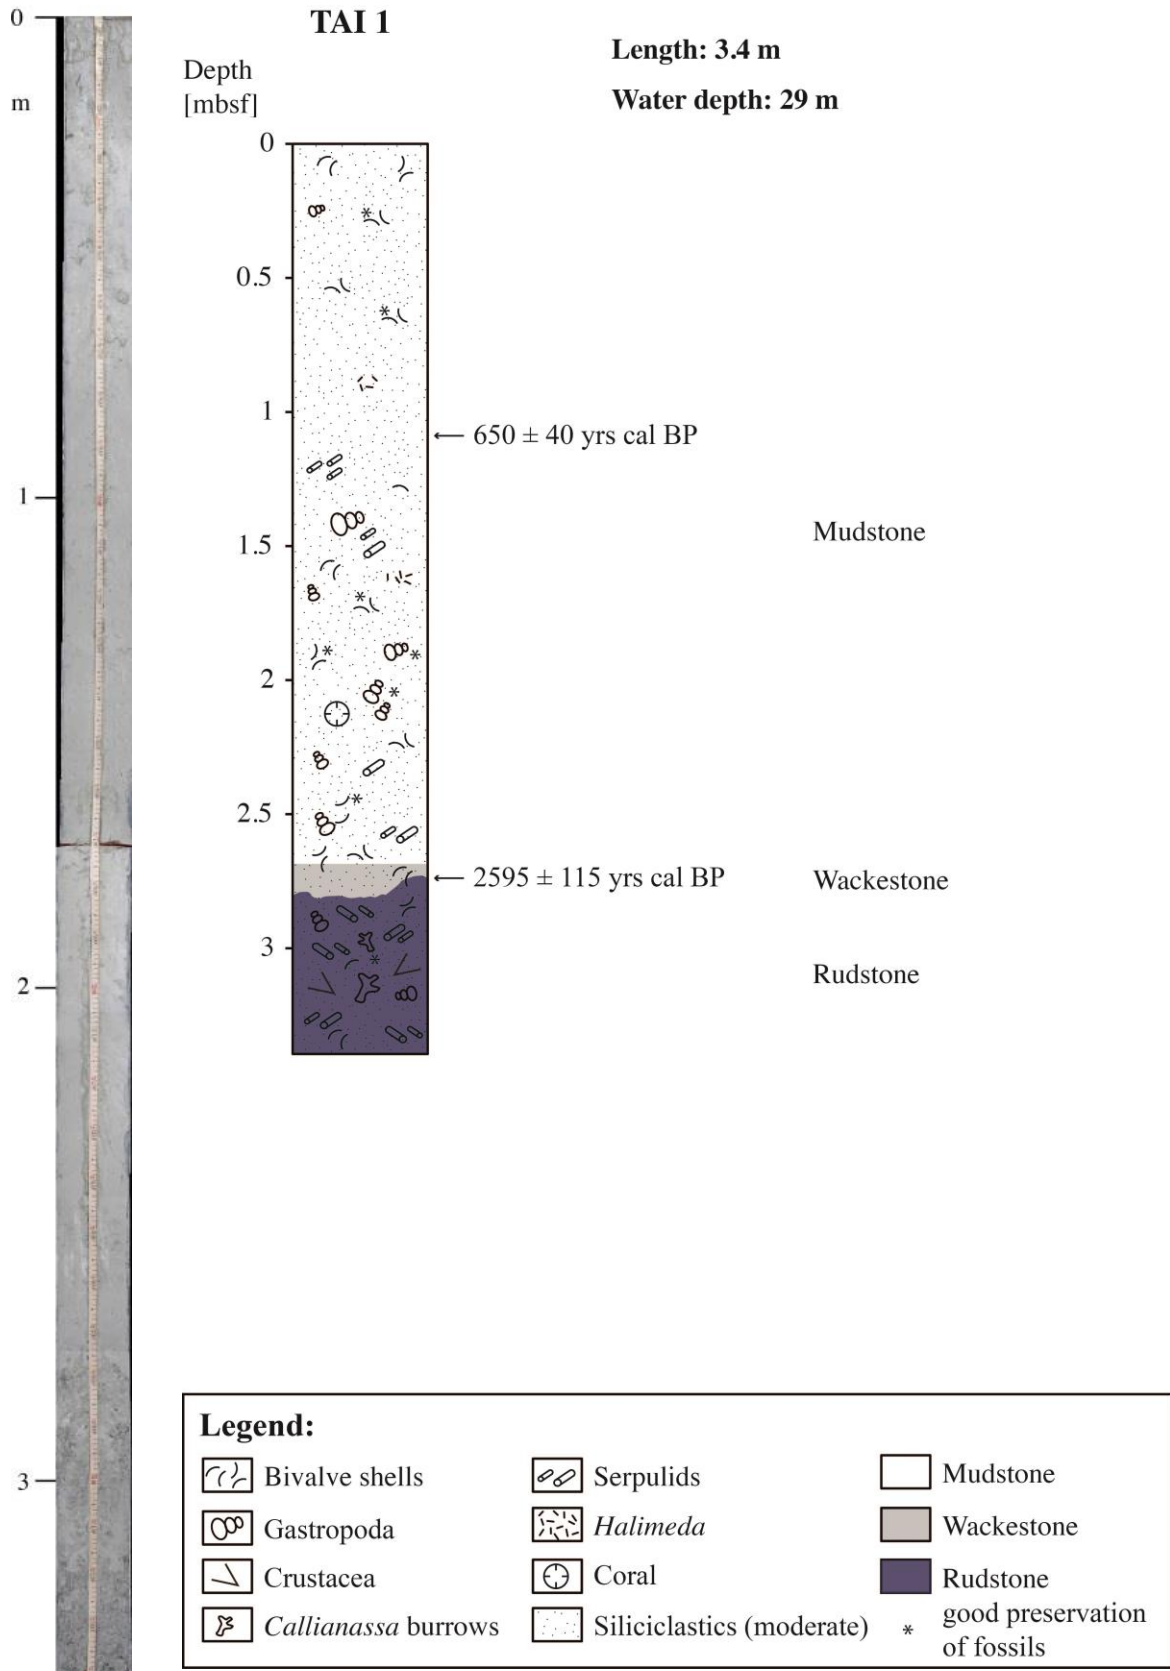 TAI 1
Length: 3.4 m
Water depth: 29 m
Depth
[mbsf]
0
m
1
2
3
0
0.5
1
1.5
2
2.5
3
← 650 ± 40 yrs cal BP
Mudstone
← 2595 ± 115 yrs cal BP
Wackestone
Rudstone
Legend:
Bivalve shells
Gastropoda
Crustacea
Callianassa burrows
Serpulids
Halimeda
Coral
Siliciclastics (moderate)
Mudstone
Wackestone
Rudstone
* good preservation
of fossils